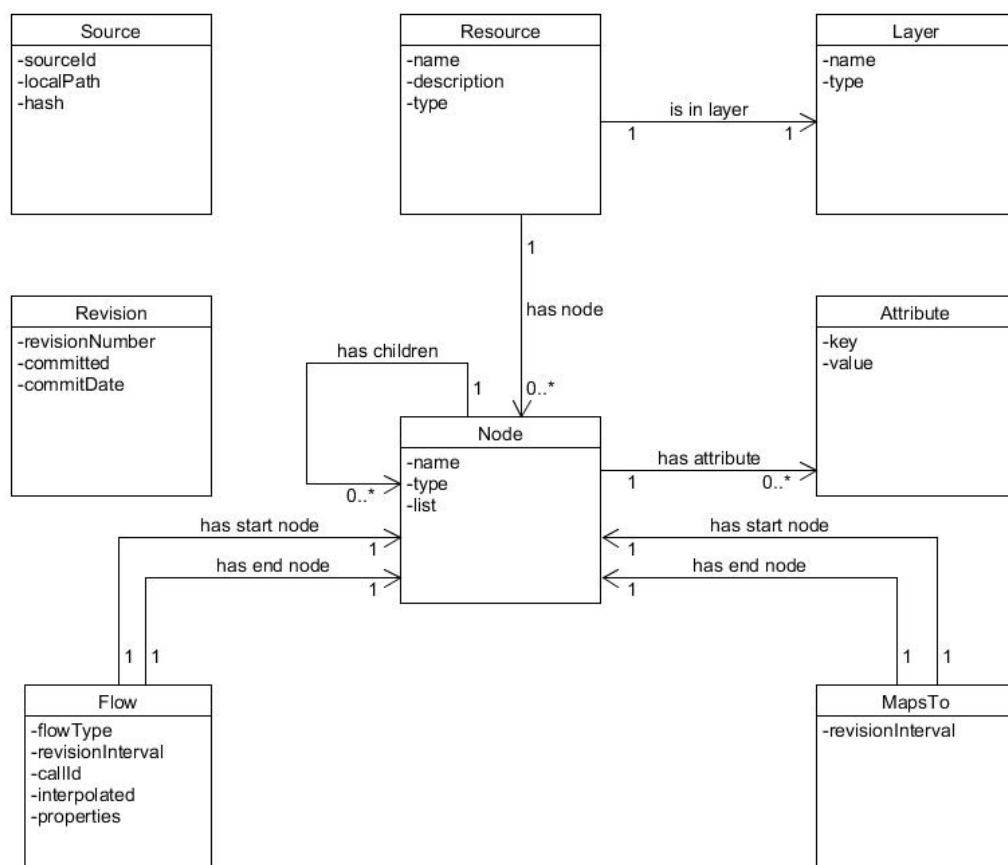 Source
-sourceId
-localPath
-hash
Resource
-name
-description
-type
Layer
-name
-type
is in layer
1
1
1
has node
0..*
Revision
-revisionNumber
-committed
-commitDate
Attribute
-key
-value
has children
1
0..*
Node
-name
-type
-list
has attribute
1
0..*
has start node
1
has end node
1
has start node
1
has end node
1
1
1
1
1
Flow
-flowType
-revisionInterval
-callId
-interpolated
-properties
MapsTo
-revisionInterval